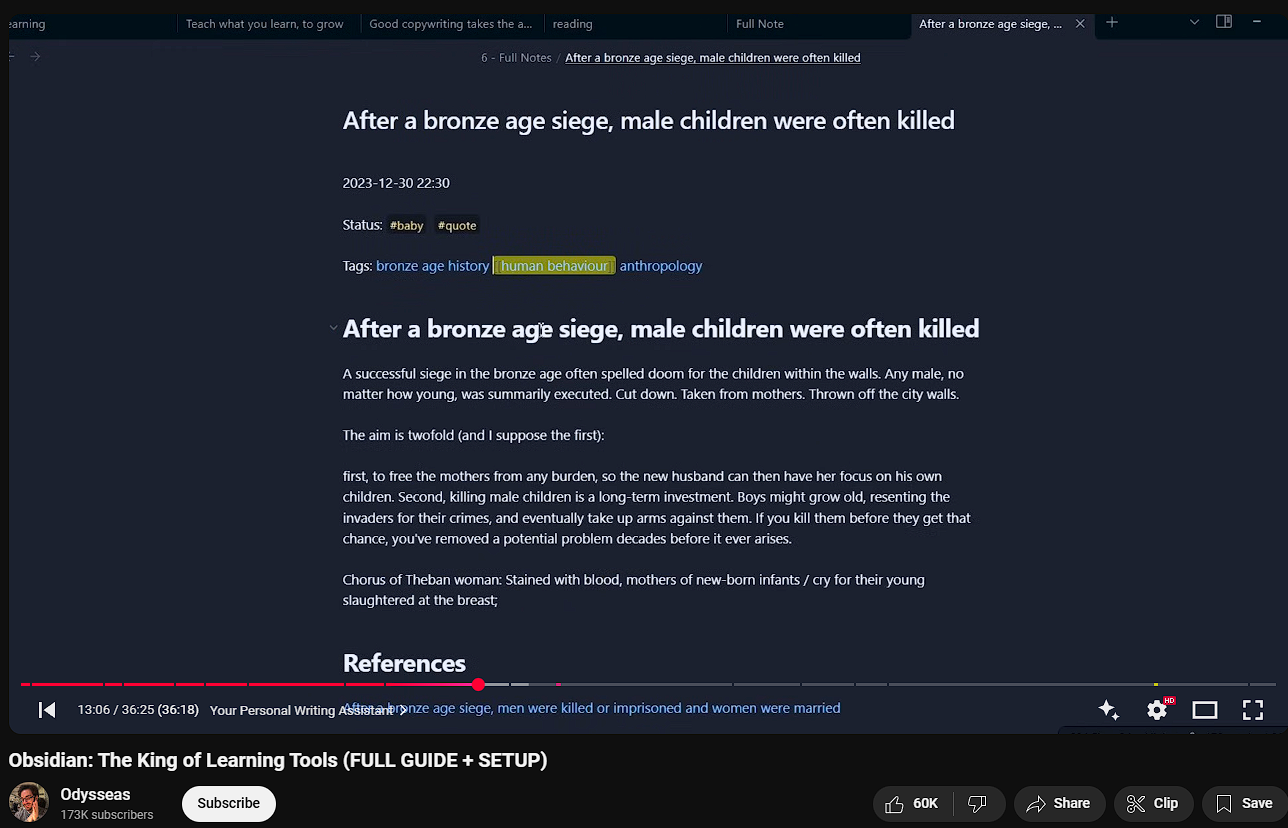 earning
Teach what you learn, to grow
Good copywriting takes the a...
reading
Full Note
After a bronze age siege, ...
6 - Full Notes / After a bronze age siege, male children were often killed
After a bronze age siege, male children were often killed
2023-12-30 22:30
Status: #baby #quote
Tags: bronze age history [[human behaviour]] anthropology
After a bronze age siege, male children were often killed
A successful siege in the bronze age often spelled doom for the children within the walls. Any male, no
matter how young, was summarily executed. Cut down. Taken from mothers. Thrown off the city walls.
The aim is twofold (and I suppose the first):
first, to free the mothers from any burden, so the new husband can then have her focus on his own
children. Second, killing male children is a long-term investment. Boys might grow old, resenting the
invaders for their crimes, and eventually take up arms against them. If you kill them before they get that
chance, you've removed a potential problem decades before it ever arises.
Chorus of Theban woman: Stained with blood, mothers of new-born infants / cry for their young
slaughtered at the breast;
References
After a bronze age siege, men were killed or imprisoned and women were married
13:06 / 36:25 (36:18) Your Personal Writing Assistant
HD
Obsidian: The King of Learning Tools (FULL GUIDE + SETUP)
Odysseas
173K subscribers
Subscribe
60K
Share
Clip
Save